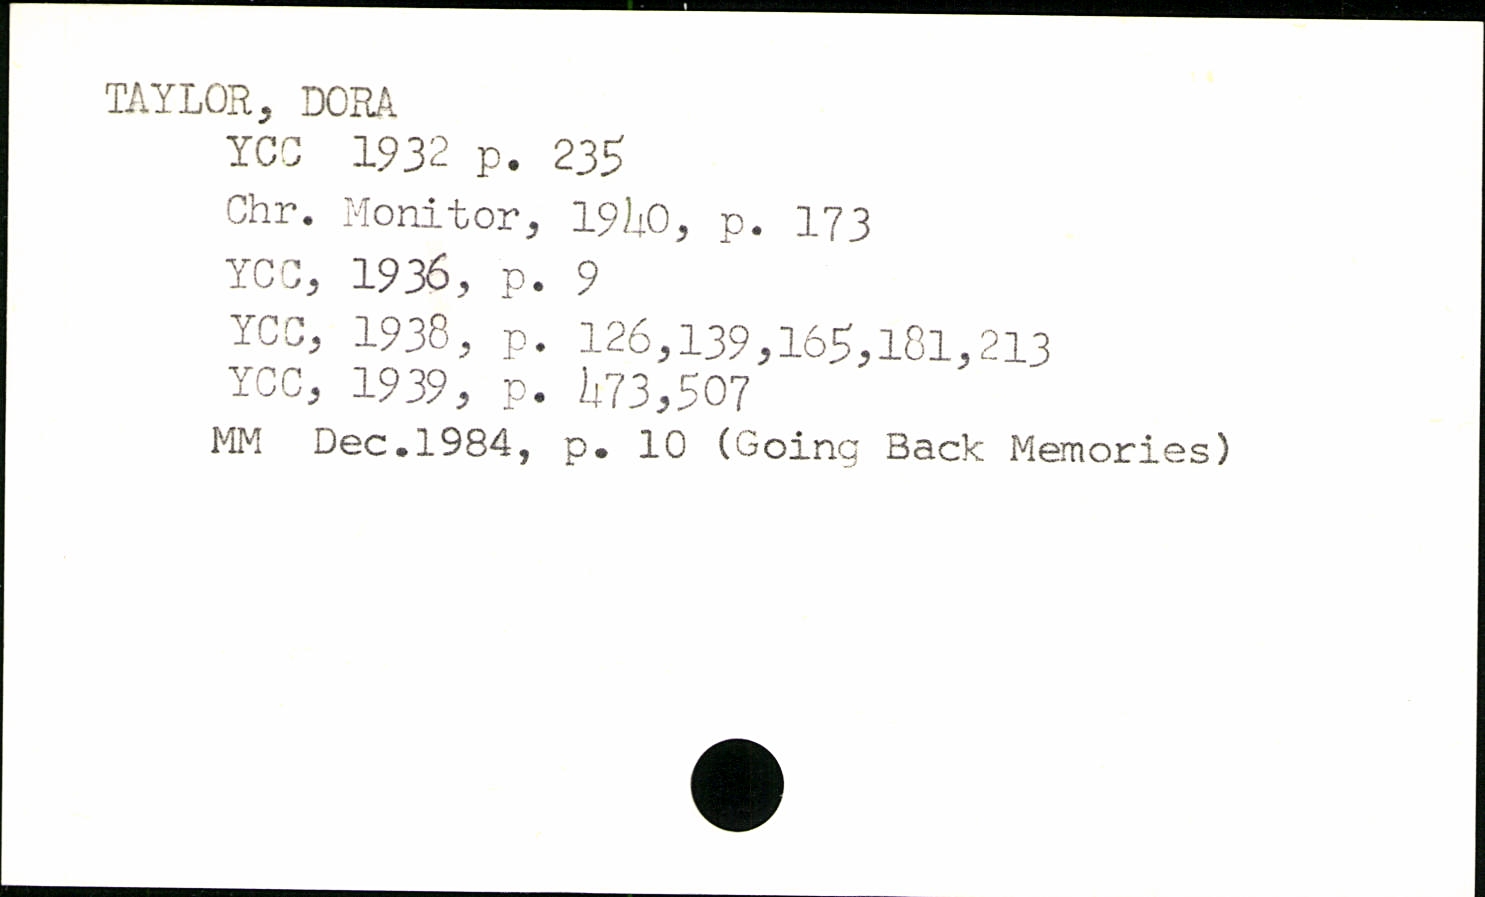 TAYLOR, DORA
YCC 1932 p. 235
Chr. Monitor, 1940, p. 173
YCC, 1936, p. 9
YCC, 1938, p. 126,139,165,181,213
YCC, 1939, p. 473,507
MM Dec.1984, p. 10 (Going Back Memories)